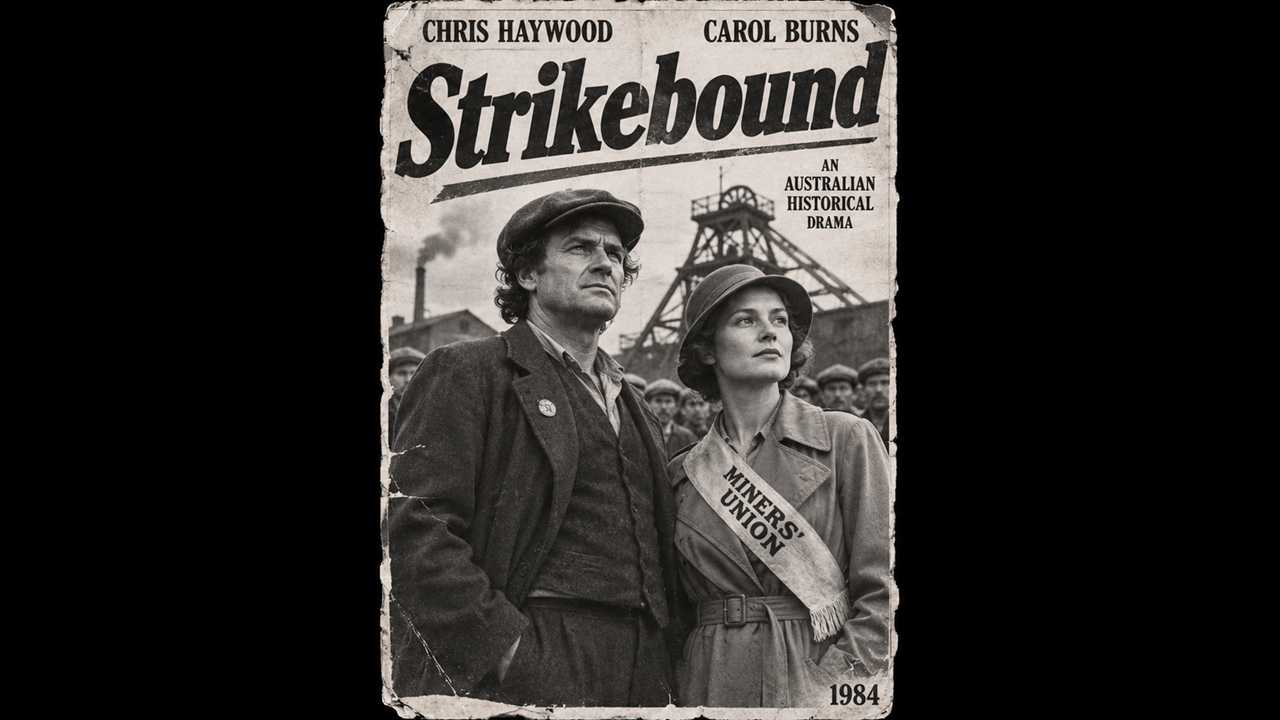 CHRIS HAYWOOD
CAROL BURNS
Strikebound
AN
AUSTRALIAN
HISTORICAL
DRAMA
MINERS'
UNION
1984